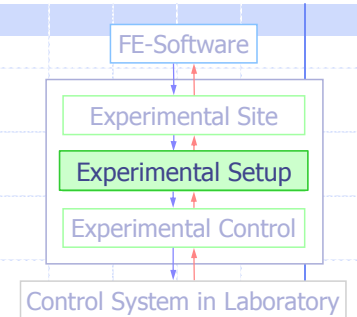 FE-Software
Experimental Site
Experimental Setup
Experimental Control
Control System in Laboratory